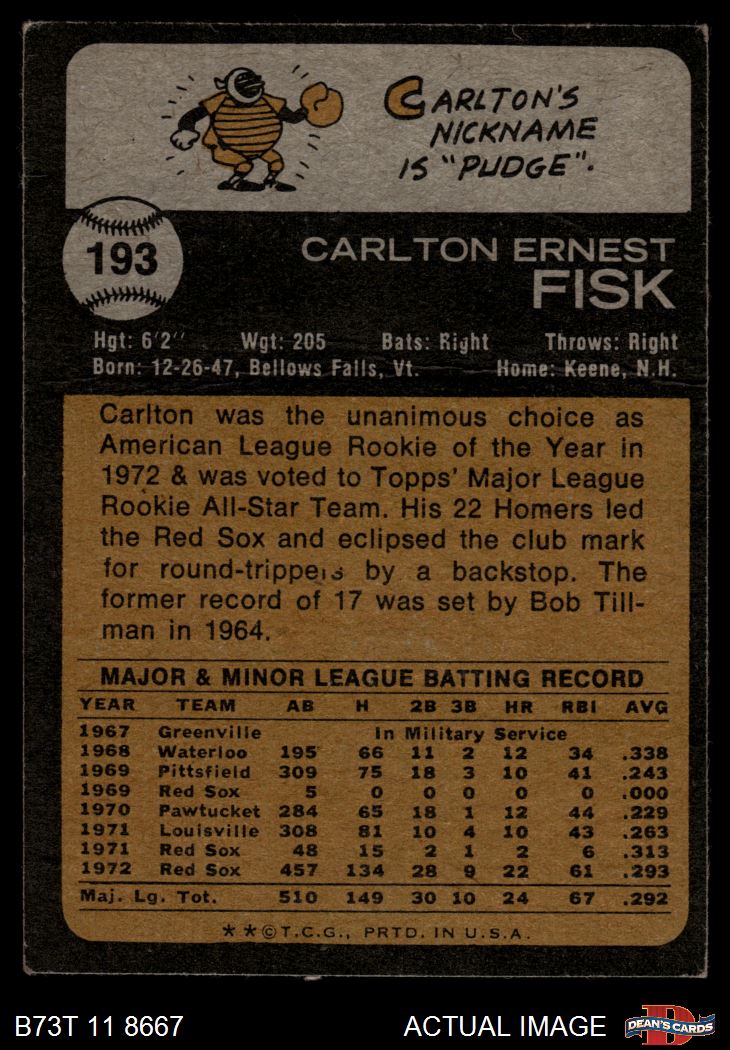 CARLTON'S
NICKNAME
IS "PUDGE".
193
CARLTON ERNEST
FISK
Hgt: 6'2" Wgt: 205 Bats: Right Throws: Right
Born: 12-26-47, Bellows Falls, Vt. Home: Keene, N.H.
Carlton was the unanimous choice as
American League Rookie of the Year in
1972 & was voted to Topps' Major League
Rookie All-Star Team. His 22 Homers led
the Red Sox and eclipsed the club mark
for round-trippers by a backstop. The
former record of 17 was set by Bob Till-
man in 1964.
MAJOR & MINOR LEAGUE BATTING RECORD
YEAR TEAM AB H 2B 3B HR RBI AVG
1967 Greenville In Military Service
1968 Waterloo 195 66 11 2 12 34 .338
1969 Pittsfield 309 75 18 3 10 41 .243
1969 Red Sox 5 0 0 0 0 0 .000
1970 Pawtucket 284 65 18 1 12 44 .229
1971 Louisville 308 81 10 4 10 43 .263
1971 Red Sox 48 15 2 1 2 6 .313
1972 Red Sox 457 134 28 9 22 61 .293
Maj. Lg. Tot. 510 149 30 10 24 67 .292
**©T.C.G., PRTD. IN U.S.A.
B73T 11 8667 ACTUAL IMAGE D DEAN'S CARDS